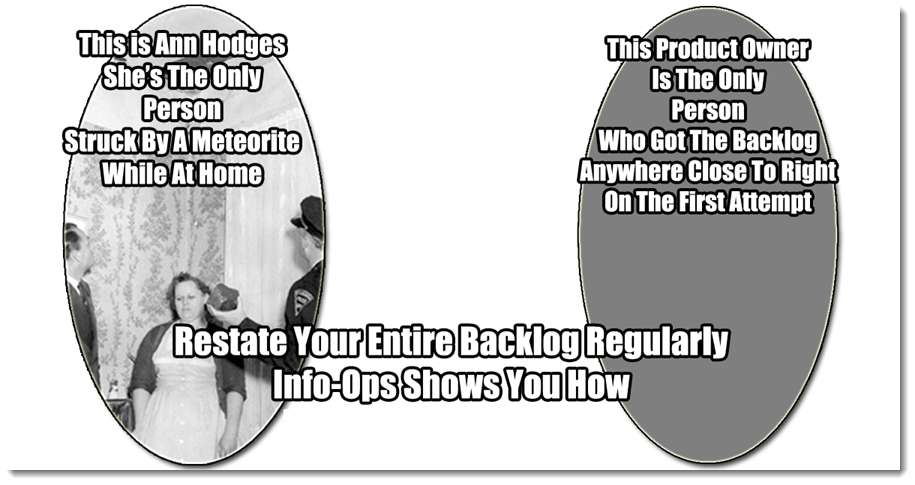 This is Ann Hodges
She's The Only
Person
Struck By A Meteorite
While At Home
This Product Owner
Is The Only
Person
Who Got The Backlog
Anywhere Close To Right
On The First Attempt
Restate Your Entire Backlog Regularly
Info-Ops Shows You How